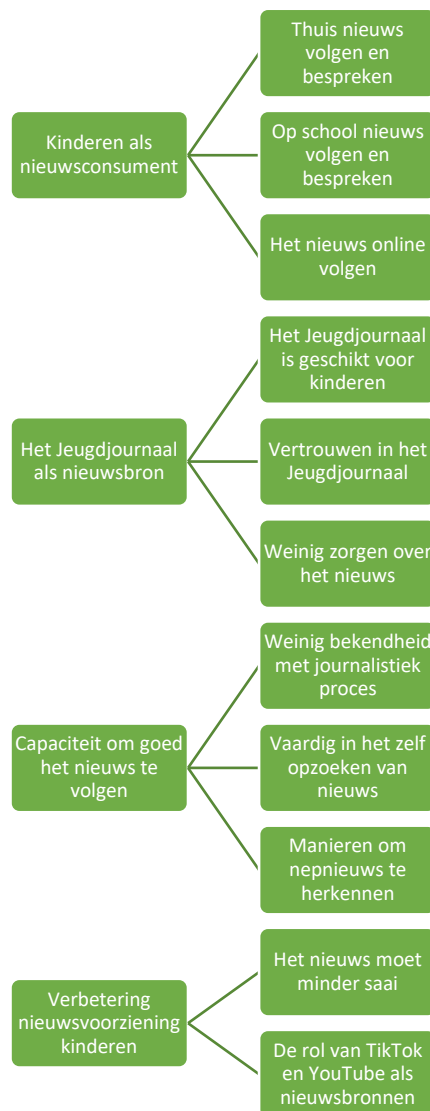 Kinderen als
nieuwsconsument
Thuis nieuws
volgen en
bespreken
Op school nieuws
volgen en
bespreken
Het nieuws online
volgen
Het Jeugdjournaal
als nieuwsbron
Het Jeugdjournaal
is geschikt voor
kinderen
Vertrouwen in het
Jeugdjournaal
Weinig zorgen over
het nieuws
Capaciteit om goed
het nieuws te
volgen
Weinig bekendheid
met journalistiek
proces
Vaardig in het zelf
opzoeken van
nieuws
Manieren om
nepnieuws te
herkennen
Verbetering
nieuwsvoorziening
kinderen
Het nieuws moet
minder saai
De rol van TikTok
en YouTube als
nieuwsbronnen